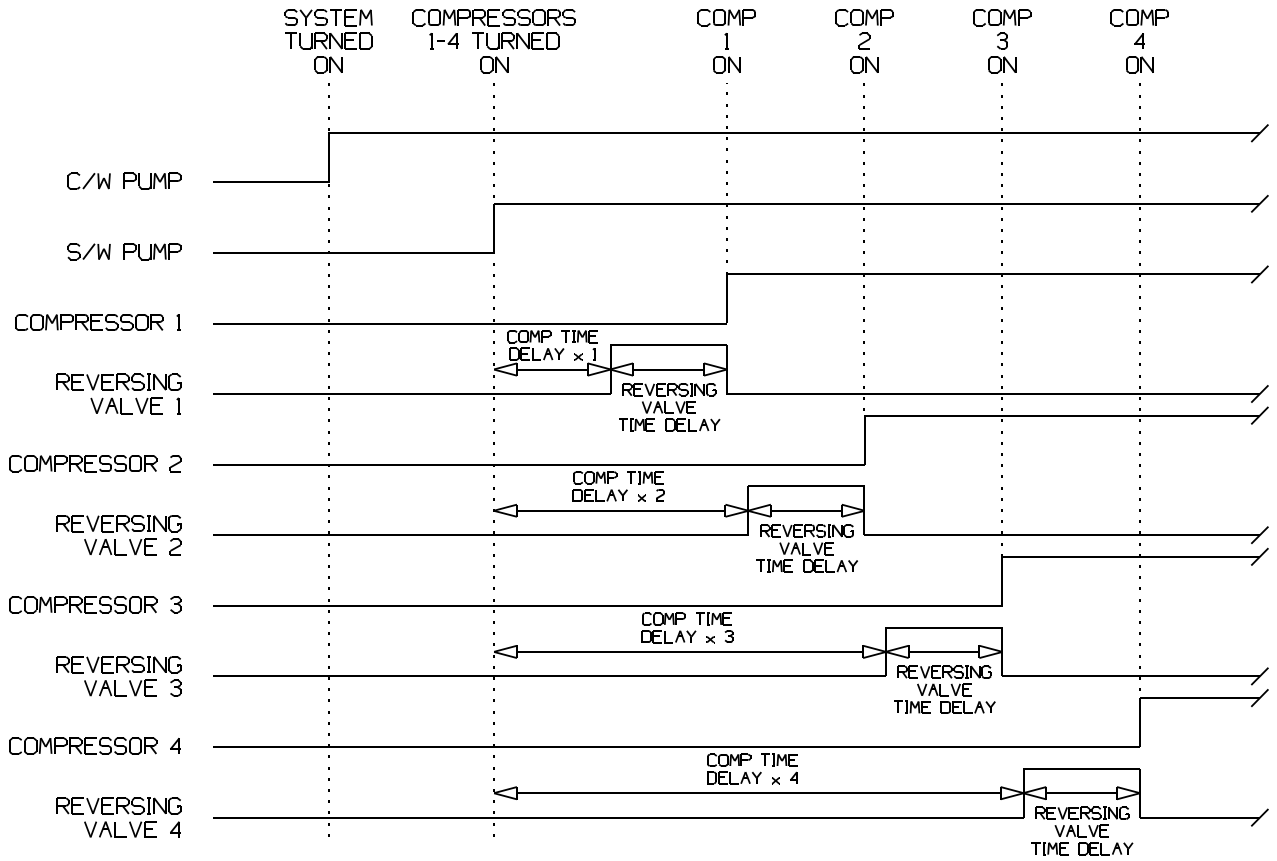 SYSTEM
TURNED
ON
COMPRESSORS
1-4 TURNED
ON
COMP
1
ON
COMP
2
ON
COMP
3
ON
COMP
4
ON
C/W PUMP
S/W PUMP
COMPRESSOR 1
COMP TIME
DELAY x 1
REVERSING
VALVE 1
REVERSING
VALVE
TIME DELAY
COMPRESSOR 2
COMP TIME
DELAY x 2
REVERSING
VALVE 2
REVERSING
VALVE
TIME DELAY
COMPRESSOR 3
COMP TIME
DELAY x 3
REVERSING
VALVE 3
REVERSING
VALVE
TIME DELAY
COMPRESSOR 4
COMP TIME
DELAY x 4
REVERSING
VALVE 4
REVERSING
VALVE
TIME DELAY